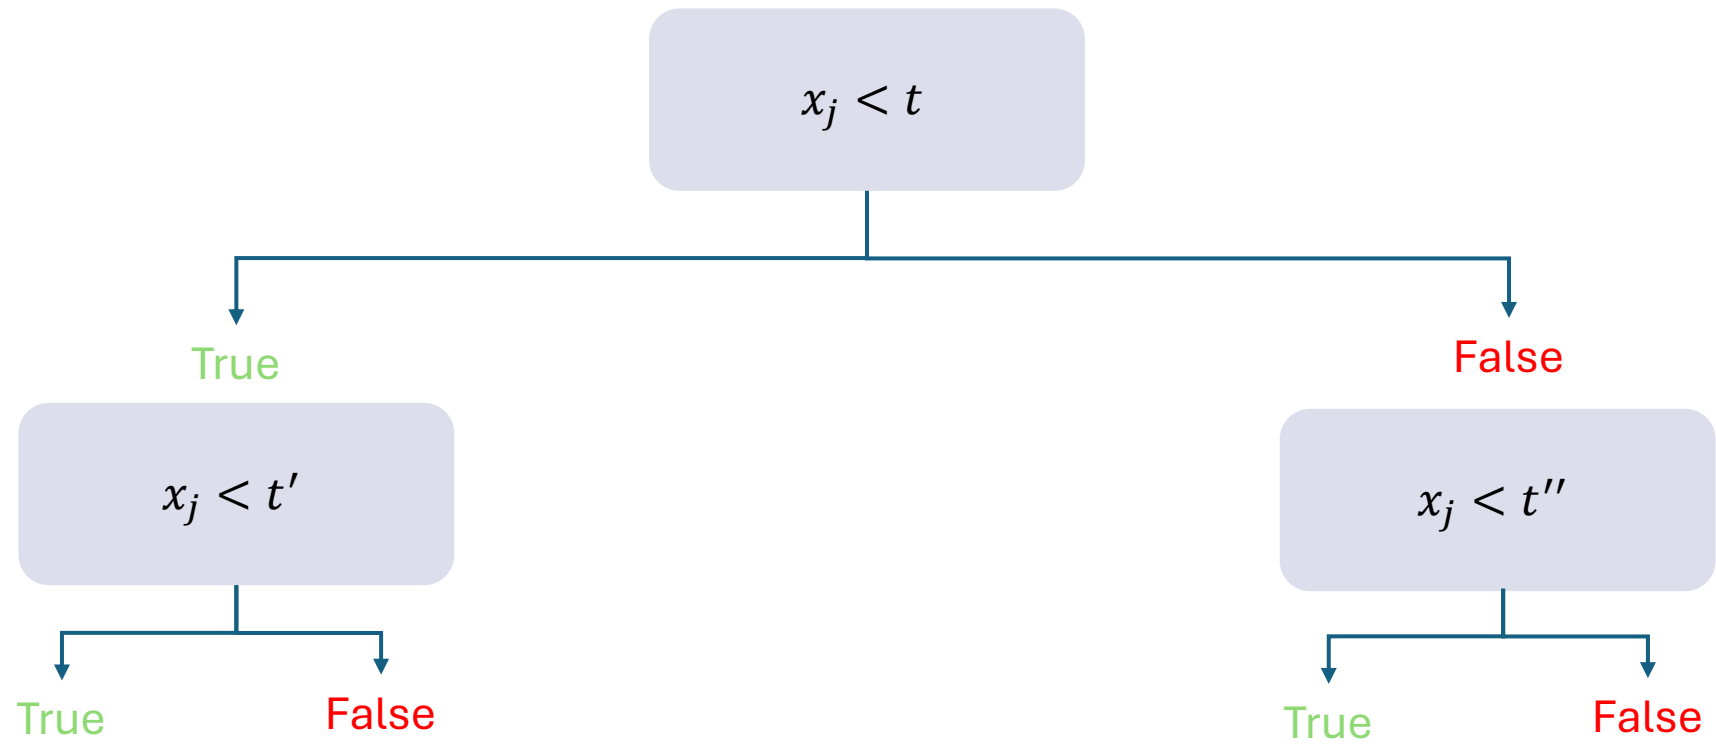 x_j < t
True
False
x_j < t′
x_j < t′′
True
False
True
False